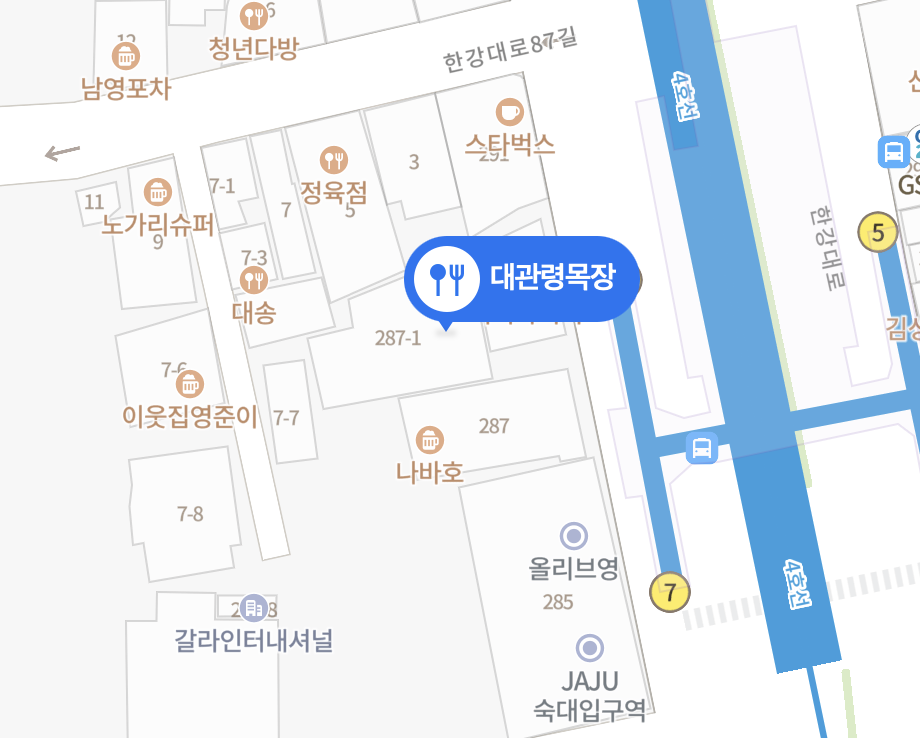 12
청년다방
남영포차
한강대로87길
4호선
스타벅스
291
3
정육점
5
7-1
7
11
노가리슈퍼
9
7-3
대송
대관령목장
287-1
한강대로
5
GS
7-6
이웃집영준이
7-7
287
나바호
7-8
올리브영
285
7
4호선
갈라인터내셔널
JAJU
숙대입구역